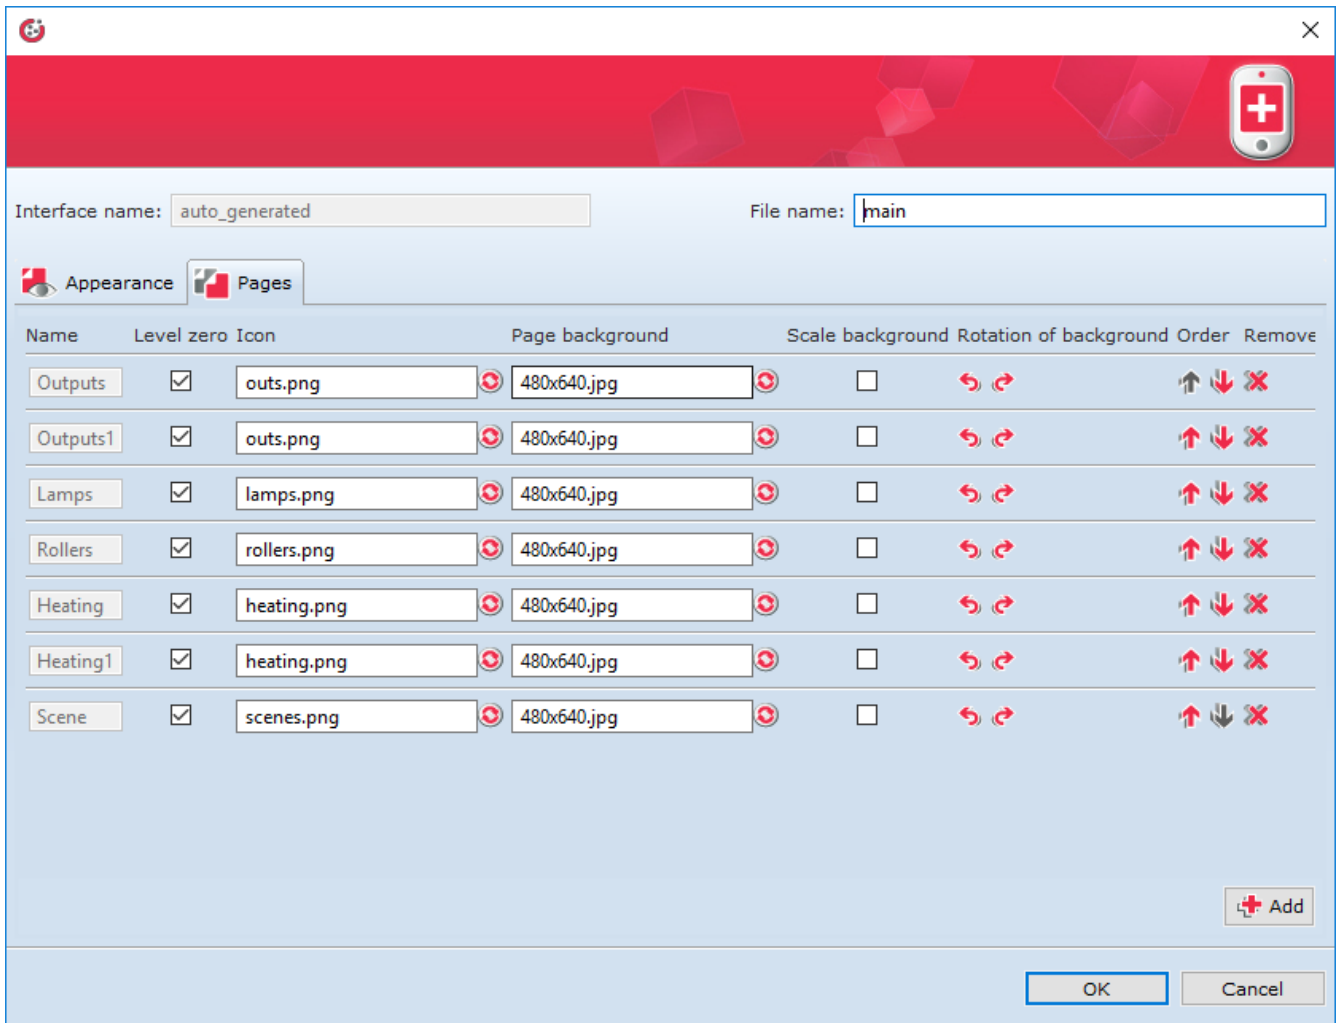 Interface name: auto_generated File name: main
Appearance Pages
Name Level zero Icon Page background Scale background Rotation of background Order Remove
Outputs outs.png 480x640.jpg
Outputs1 outs.png 480x640.jpg
Lamps lamps.png 480x640.jpg
Rollers rollers.png 480x640.jpg
Heating heating.png 480x640.jpg
Heating1 heating.png 480x640.jpg
Scene scenes.png 480x640.jpg
Add
OK Cancel